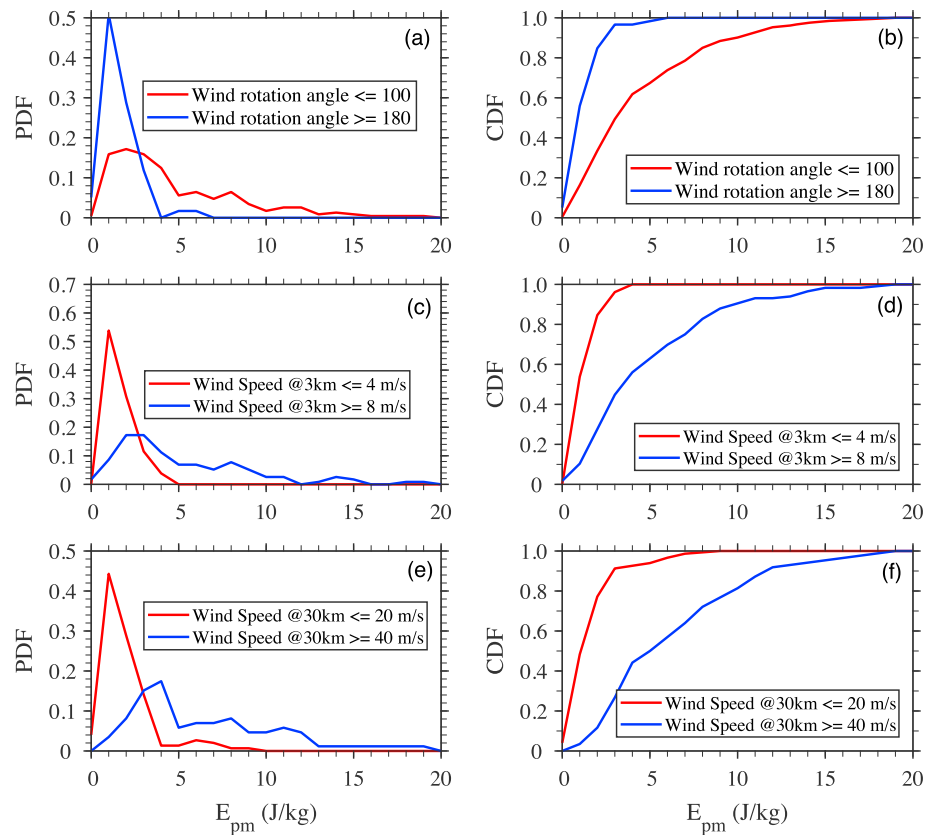 0.5
0.4
0.3
0.2
0.1
0
PDF
(a)
Wind rotation angle <= 100
Wind rotation angle >= 180
0 5 10 15 20
1.0
0.8
0.6
0.4
0.2
0
CDF
(b)
Wind rotation angle <= 100
Wind rotation angle >= 180
0 5 10 15 20
0.7
0.6
0.5
0.4
0.3
0.2
0.1
0
PDF
(c)
Wind Speed @3km <= 4 m/s
Wind Speed @3km >= 8 m/s
0 5 10 15 20
1.0
0.8
0.6
0.4
0.2
0
CDF
(d)
Wind Speed @3km <= 4 m/s
Wind Speed @3km >= 8 m/s
0 5 10 15 20
0.5
0.4
0.3
0.2
0.1
0
PDF
(e)
Wind Speed @30km <= 20 m/s
Wind Speed @30km >= 40 m/s
0 5 10 15 20
E_pm (J/kg)
1.0
0.8
0.6
0.4
0.2
0
CDF
(f)
Wind Speed @30km <= 20 m/s
Wind Speed @30km >= 40 m/s
0 5 10 15 20
E_pm (J/kg)